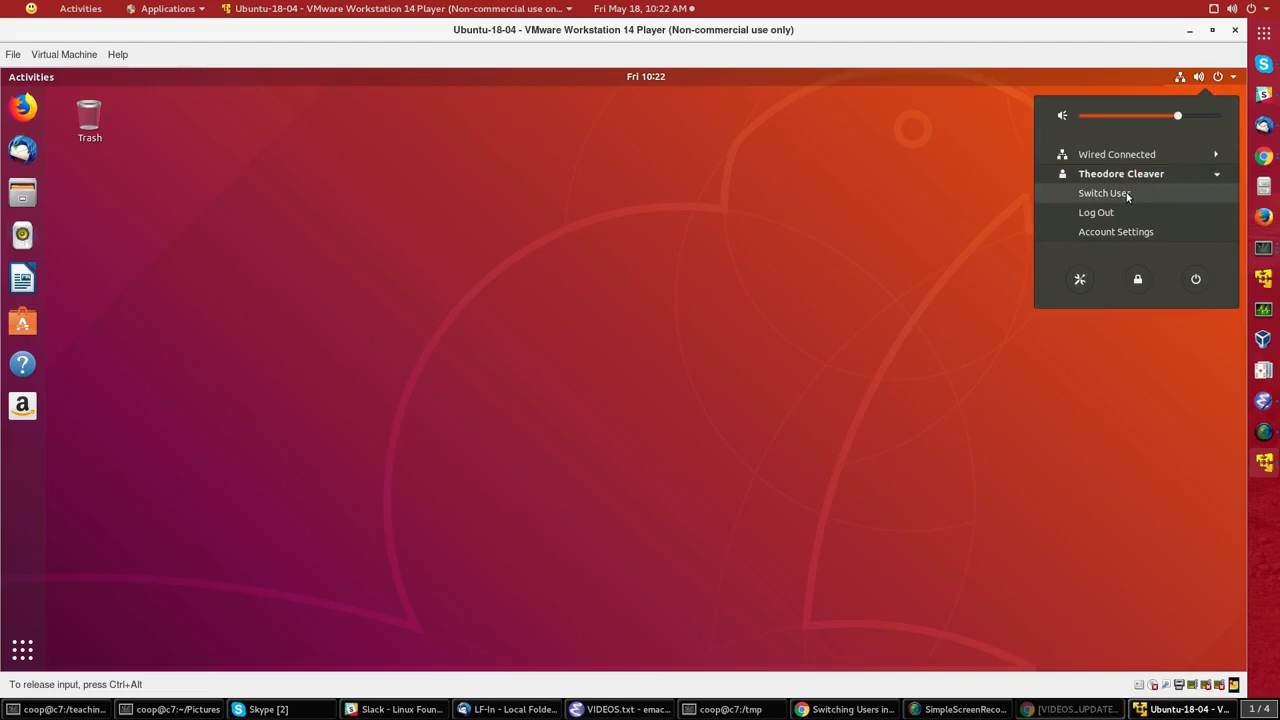 Activities Applications Ubuntu-18-04 - VMware Workstation 14 Player (Non-commercial use on... Fri May 18, 10:22 AM
Ubuntu-18-04 - VMware Workstation 14 Player (Non-commercial use only)
File Virtual Machine Help
Activities Fri 10:22
Trash
Wired Connected
Theodore Cleaver
Switch User
Log Out
Account Settings
To release input, press Ctrl+Alt
coop@c7:/teachin... coop@c7:~/Pictures Skype [2] Slack - Linux Foun... LF-In - Local Folde... VIDEOS.txt - emac... coop@c7:/tmp Switching Users in... SimpleScreenReco... [VIDEOS_UPDATE... Ubuntu-18-04 - V... 1 / 4